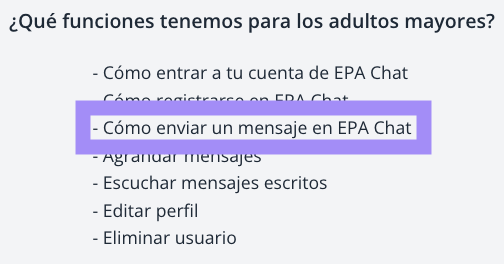 ¿Qué funciones tenemos para los adultos mayores?
- Cómo entrar a tu cuenta de EPA Chat
- Cómo registrarse en EPA Chat
- Cómo enviar un mensaje en EPA Chat
- Agrandar mensajes
- Escuchar mensajes escritos
- Editar perfil
- Eliminar usuario